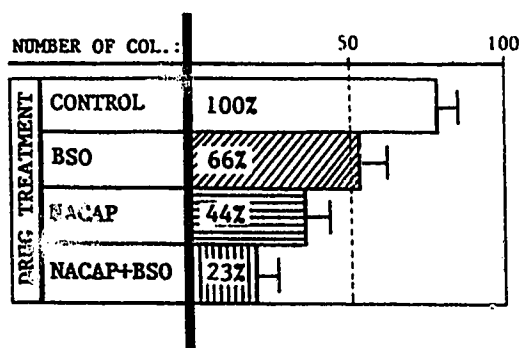 NUMBER OF COL.: 50 100
DRUG TREATMENT
CONTROL 100%
BSO 66%
NACAP 44%
NACAP+BSO 23%